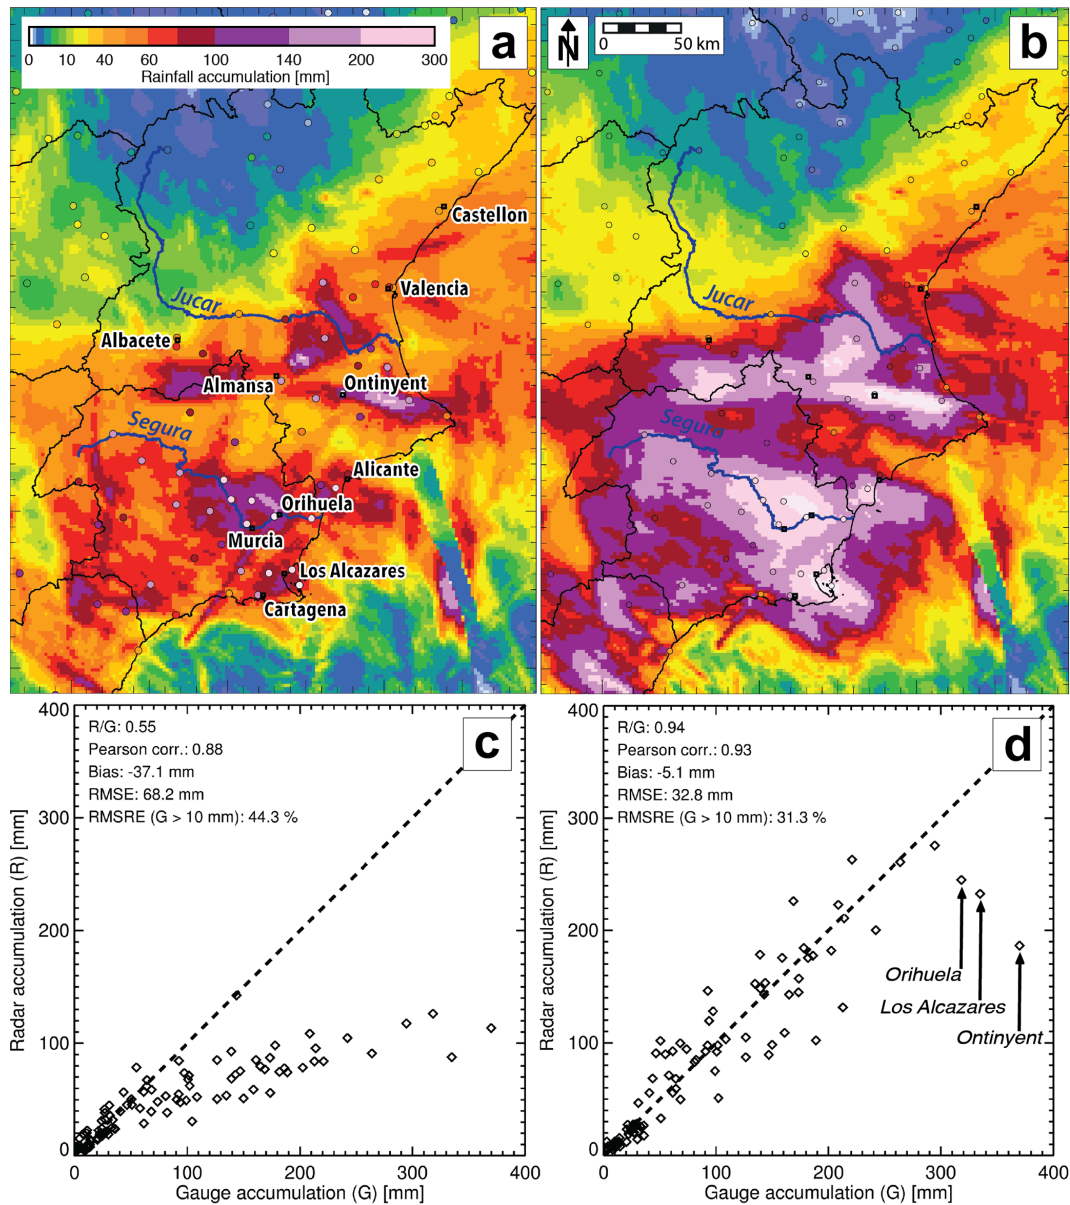 a
0 10 40 60 100 140 200 300
Rainfall accumulation [mm]
Castellon
Valencia
Jucar
Albacete
Almansa
Ontinyent
Segura
Alicante
Orihuela
Murcia
Los Alcazares
Cartagena
N
0 50 km
b
Jucar
Segura
c
R/G: 0.55
Pearson corr.: 0.88
Bias: -37.1 mm
RMSE: 68.2 mm
RMSRE (G > 10 mm): 44.3 %
400
300
200
100
0
Radar accumulation (R) [mm]
0 100 200 300 400
Gauge accumulation (G) [mm]
d
R/G: 0.94
Pearson corr.: 0.93
Bias: -5.1 mm
RMSE: 32.8 mm
RMSRE (G > 10 mm): 31.3 %
400
300
200
100
0
Radar accumulation (R) [mm]
Orihuela
Los Alcazares
Ontinyent
0 100 200 300 400
Gauge accumulation (G) [mm]